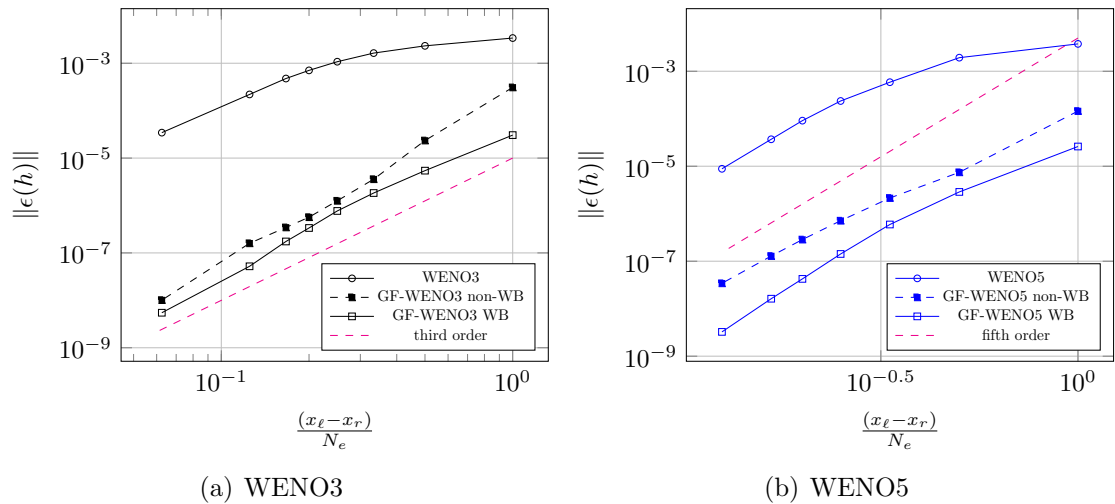 10^{-3}
10^{-5}
10^{-7}
10^{-9}
∥ϵ(h)∥
WENO3
GF-WENO3 non-WB
GF-WENO3 WB
third order
10^{-1}
10^{0}
(x_ℓ−x_r)
N_e
(a) WENO3
10^{-3}
10^{-5}
10^{-7}
10^{-9}
∥ϵ(h)∥
WENO5
GF-WENO5 non-WB
GF-WENO5 WB
fifth order
10^{-0.5}
10^{0}
(x_ℓ−x_r)
N_e
(b) WENO5